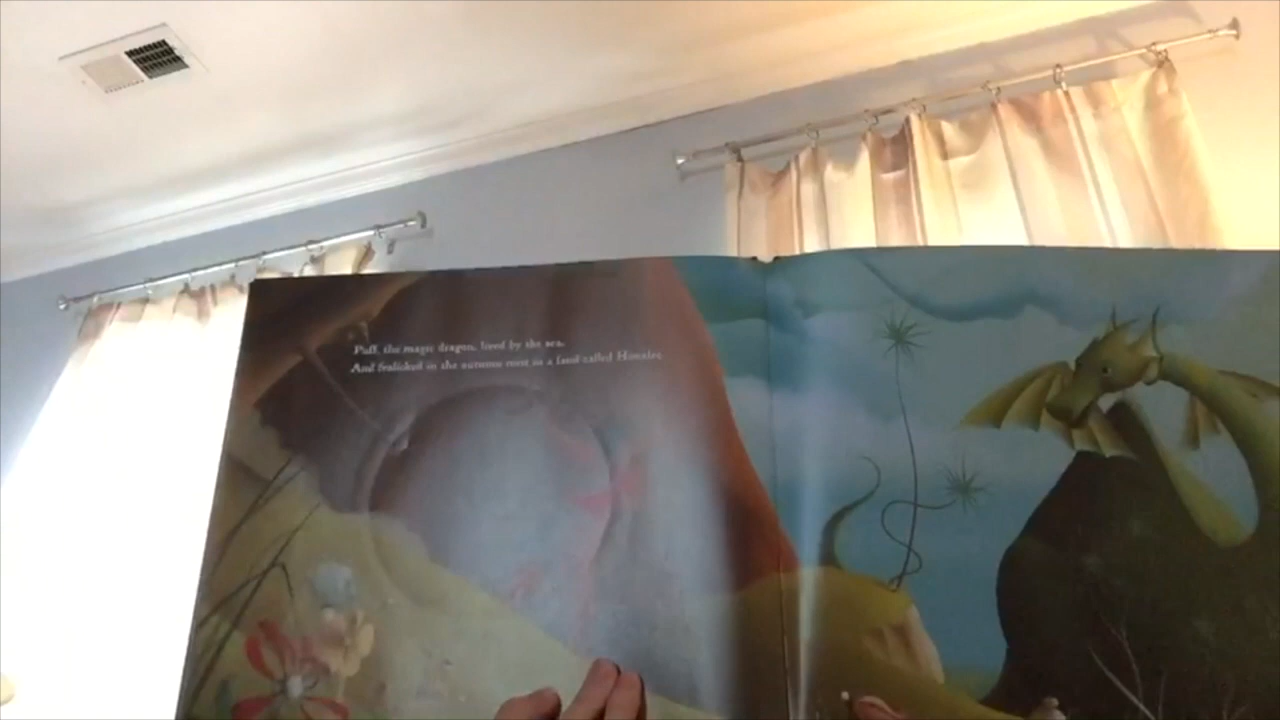 Puff, the magic dragon, lived by the sea,
And frolicked in the autumn mist in a land called Honalee.